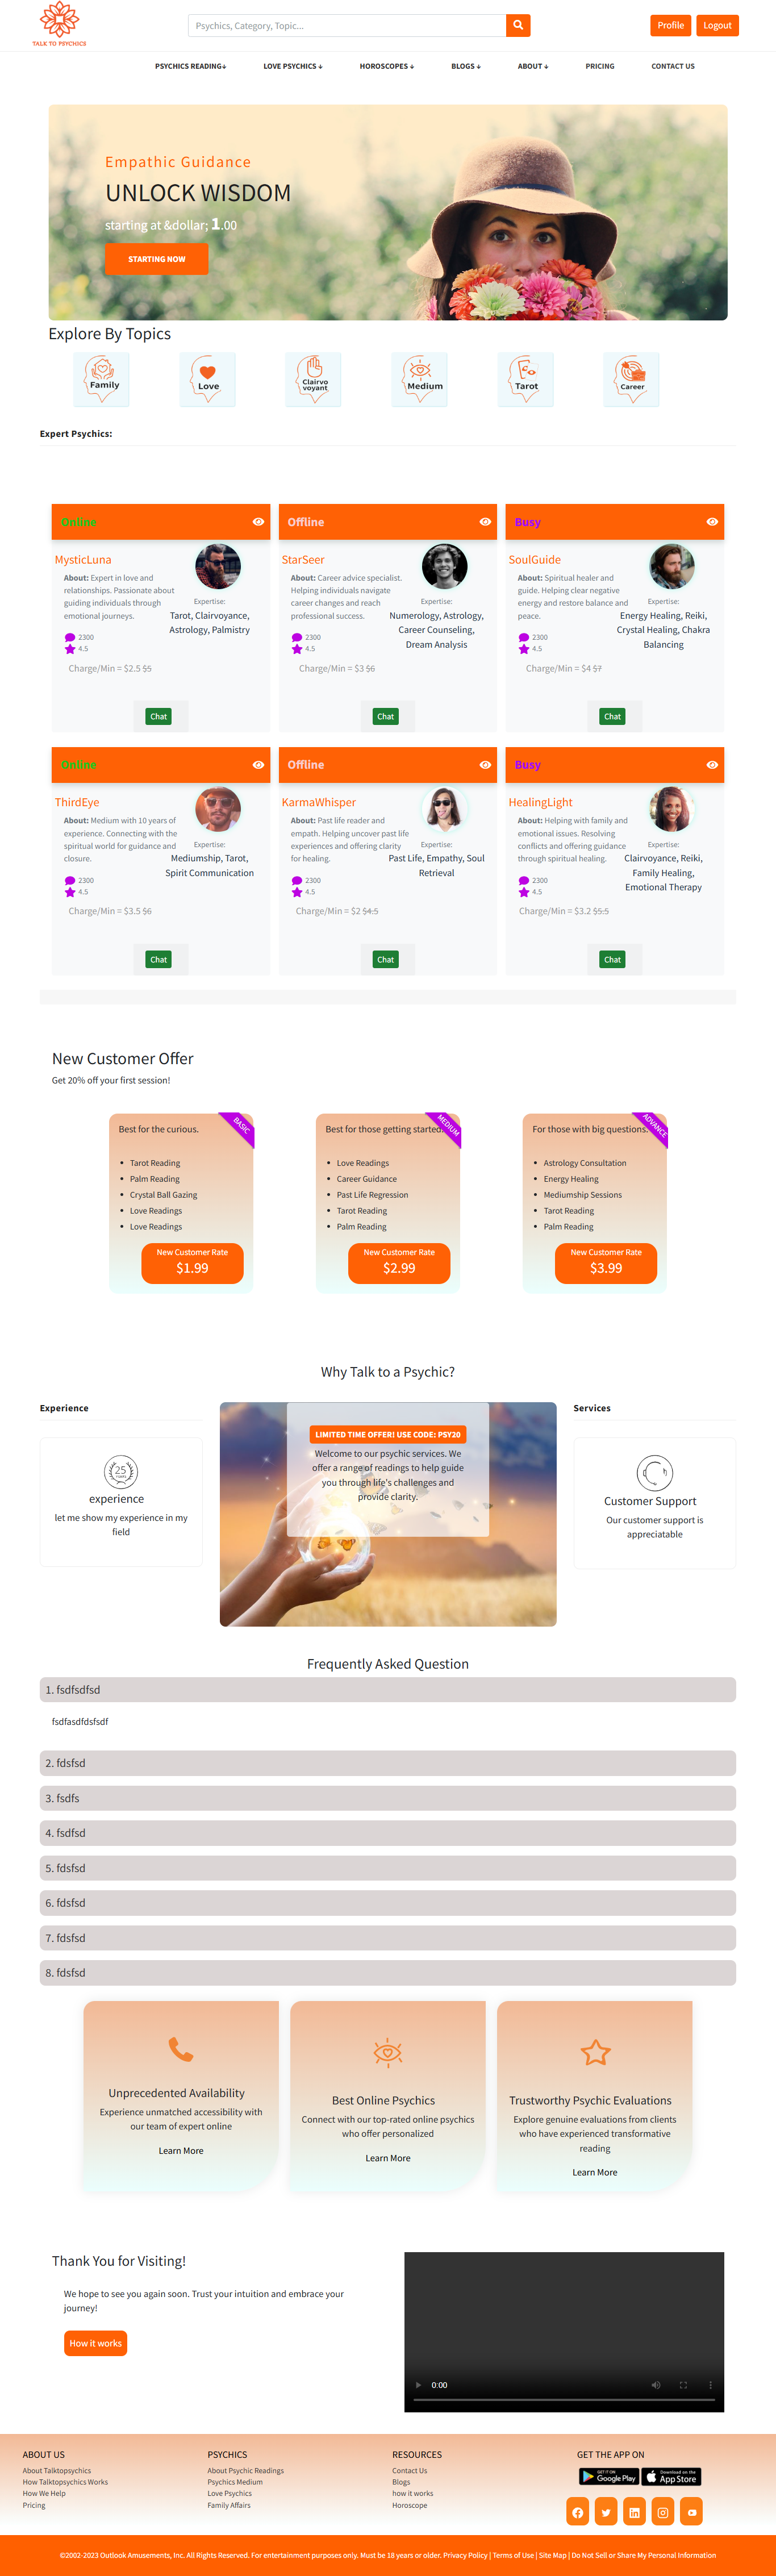 TALK TO PSYCHICS
Psychics, Category, Topic...
Profile
Logout
PSYCHICS READING↓
LOVE PSYCHICS ↓
HOROSCOPES ↓
BLOGS ↓
ABOUT ↓
PRICING
CONTACT US
Empathic Guidance
UNLOCK WISDOM
starting at &dollar; 1.00
STARTING NOW
Explore By Topics
Family
Love
Clairvo
voyant
Medium
Tarot
Career
Expert Psychics:
Online
MysticLuna
About: Expert in love and
relationships. Passionate about
guiding individuals through
emotional journeys.
2300
4.5
Expertise:
Tarot, Clairvoyance,
Astrology, Palmistry
Charge/Min = $2.5 $5
Chat
Offline
StarSeer
About: Career advice specialist.
Helping individuals navigate
career changes and reach
professional success.
2300
4.5
Expertise:
Numerology, Astrology,
Career Counseling,
Dream Analysis
Charge/Min = $3 $6
Chat
Busy
SoulGuide
About: Spiritual healer and
guide. Helping clear negative
energy and restore balance and
peace.
2300
4.5
Expertise:
Energy Healing, Reiki,
Crystal Healing, Chakra
Balancing
Charge/Min = $4 $7
Chat
Online
ThirdEye
About: Medium with 10 years of
experience. Connecting with the
spiritual world for guidance and
closure.
2300
4.5
Expertise:
Mediumship, Tarot,
Spirit Communication
Charge/Min = $3.5 $6
Chat
Offline
KarmaWhisper
About: Past life reader and
empath. Helping uncover past life
experiences and offering clarity
for healing.
2300
4.5
Expertise:
Past Life, Empathy, Soul
Retrieval
Charge/Min = $2 $4.5
Chat
Busy
HealingLight
About: Helping with family and
emotional issues. Resolving
conflicts and offering guidance
through spiritual healing.
2300
4.5
Expertise:
Clairvoyance, Reiki,
Family Healing,
Emotional Therapy
Charge/Min = $3.2 $5.5
Chat
New Customer Offer
Get 20% off your first session!
BASIC
Best for the curious.
Tarot Reading
Palm Reading
Crystal Ball Gazing
Love Readings
Love Readings
New Customer Rate
$1.99
MEDIUM
Best for those getting started.
Love Readings
Career Guidance
Past Life Regression
Tarot Reading
Palm Reading
New Customer Rate
$2.99
ADVANCE
For those with big questions.
Astrology Consultation
Energy Healing
Mediumship Sessions
Tarot Reading
Palm Reading
New Customer Rate
$3.99
Why Talk to a Psychic?
Experience
25
YEARS
experience
let me show my experience in my
field
LIMITED TIME OFFER! USE CODE: PSY20
Welcome to our psychic services. We
offer a range of readings to help guide
you through life's challenges and
provide clarity.
Services
Customer Support
Our customer support is
appreciatable
Frequently Asked Question
1. fsdfsdfsd
fsdfasdfdsfsdf
2. fdsfsd
3. fsdfs
4. fsdfsd
5. fdsfsd
6. fdsfsd
7. fdsfsd
8. fdsfsd
Unprecedented Availability
Experience unmatched accessibility with
our team of expert online
Learn More
Best Online Psychics
Connect with our top-rated online psychics
who offer personalized
Learn More
Trustworthy Psychic Evaluations
Explore genuine evaluations from clients
who have experienced transformative
reading
Learn More
Thank You for Visiting!
We hope to see you again soon. Trust your intuition and embrace your
journey!
How it works
0:00
ABOUT US
About Talktopsychics
How Talktopsychics Works
How We Help
Pricing
PSYCHICS
About Psychic Readings
Psychics Medium
Love Psychics
Family Affairs
RESOURCES
Contact Us
Blogs
how it works
Horoscope
GET THE APP ON
GET IT ON
Google Play
Download on the
App Store
©2002-2023 Outlook Amusements, Inc. All Rights Reserved. For entertainment purposes only. Must be 18 years or older. Privacy Policy | Terms of Use | Site Map | Do Not Sell or Share My Personal Information